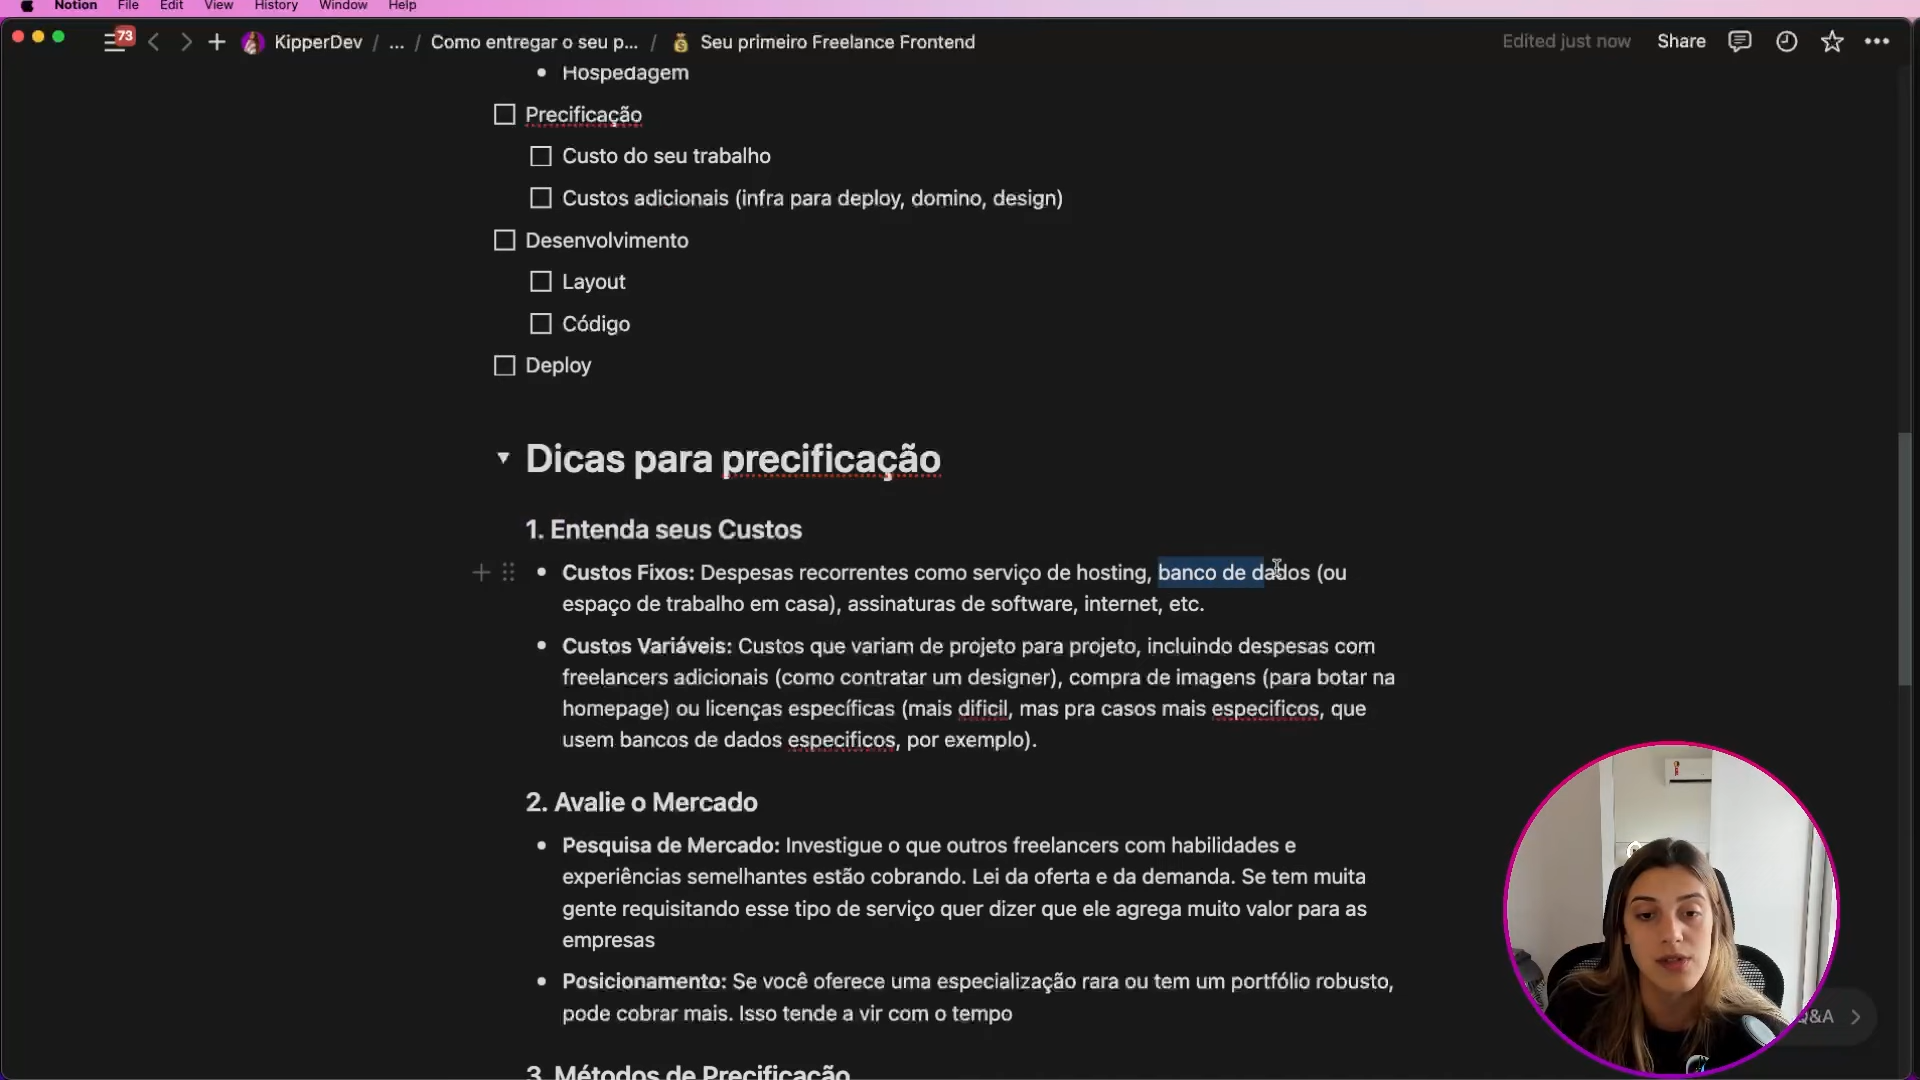 Notion File Edit View History Window Help
73 KipperDev / ... / Como entregar o seu p... / Seu primeiro Freelance Frontend Edited just now Share
Hospedagem
Precificação
Custo do seu trabalho
Custos adicionais (infra para deploy, domino, design)
Desenvolvimento
Layout
Código
Deploy
Dicas para precificação
1. Entenda seus Custos
Custos Fixos: Despesas recorrentes como serviço de hosting, banco de dados (ou
espaço de trabalho em casa), assinaturas de software, internet, etc.
Custos Variáveis: Custos que variam de projeto para projeto, incluindo despesas com
freelancers adicionais (como contratar um designer), compra de imagens (para botar na
homepage) ou licenças específicas (mais dificil, mas pra casos mais especificos, que
usem bancos de dados especificos, por exemplo).
2. Avalie o Mercado
Pesquisa de Mercado: Investigue o que outros freelancers com habilidades e
experiências semelhantes estão cobrando. Lei da oferta e da demanda. Se tem muita
gente requisitando esse tipo de serviço quer dizer que ele agrega muito valor para as
empresas
Posicionamento: Se você oferece uma especialização rara ou tem um portfólio robusto,
pode cobrar mais. Isso tende a vir com o tempo
Q&A
3. Métodos de Precificação